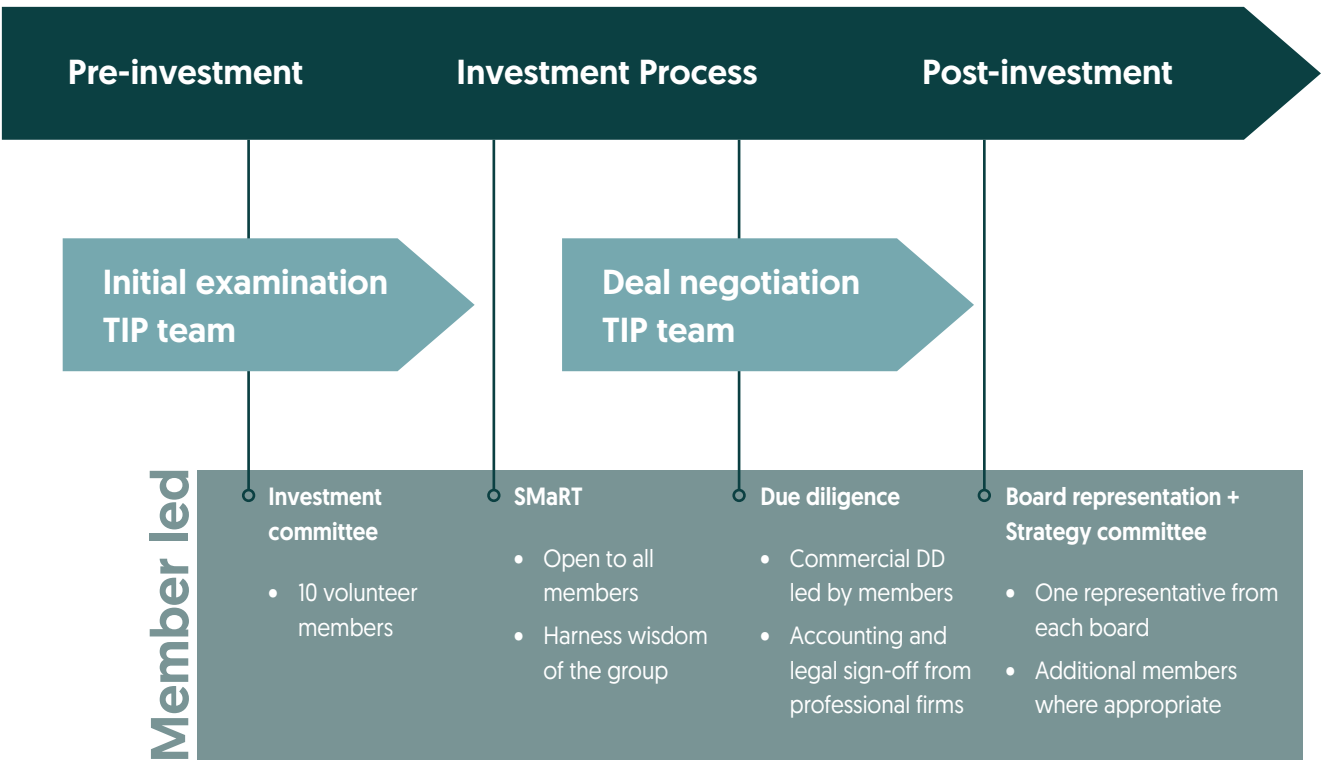 Pre-investment
Investment Process
Post-investment
Initial examination
TIP team
Deal negotiation
TIP team
Member led
Investment
committee
• 10 volunteer
members
SMaRT
• Open to all
members
• Harness wisdom
of the group
Due diligence
• Commercial DD
led by members
• Accounting and
legal sign-off from
professional firms
Board representation +
Strategy committee
• One representative from
each board
• Additional members
where appropriate